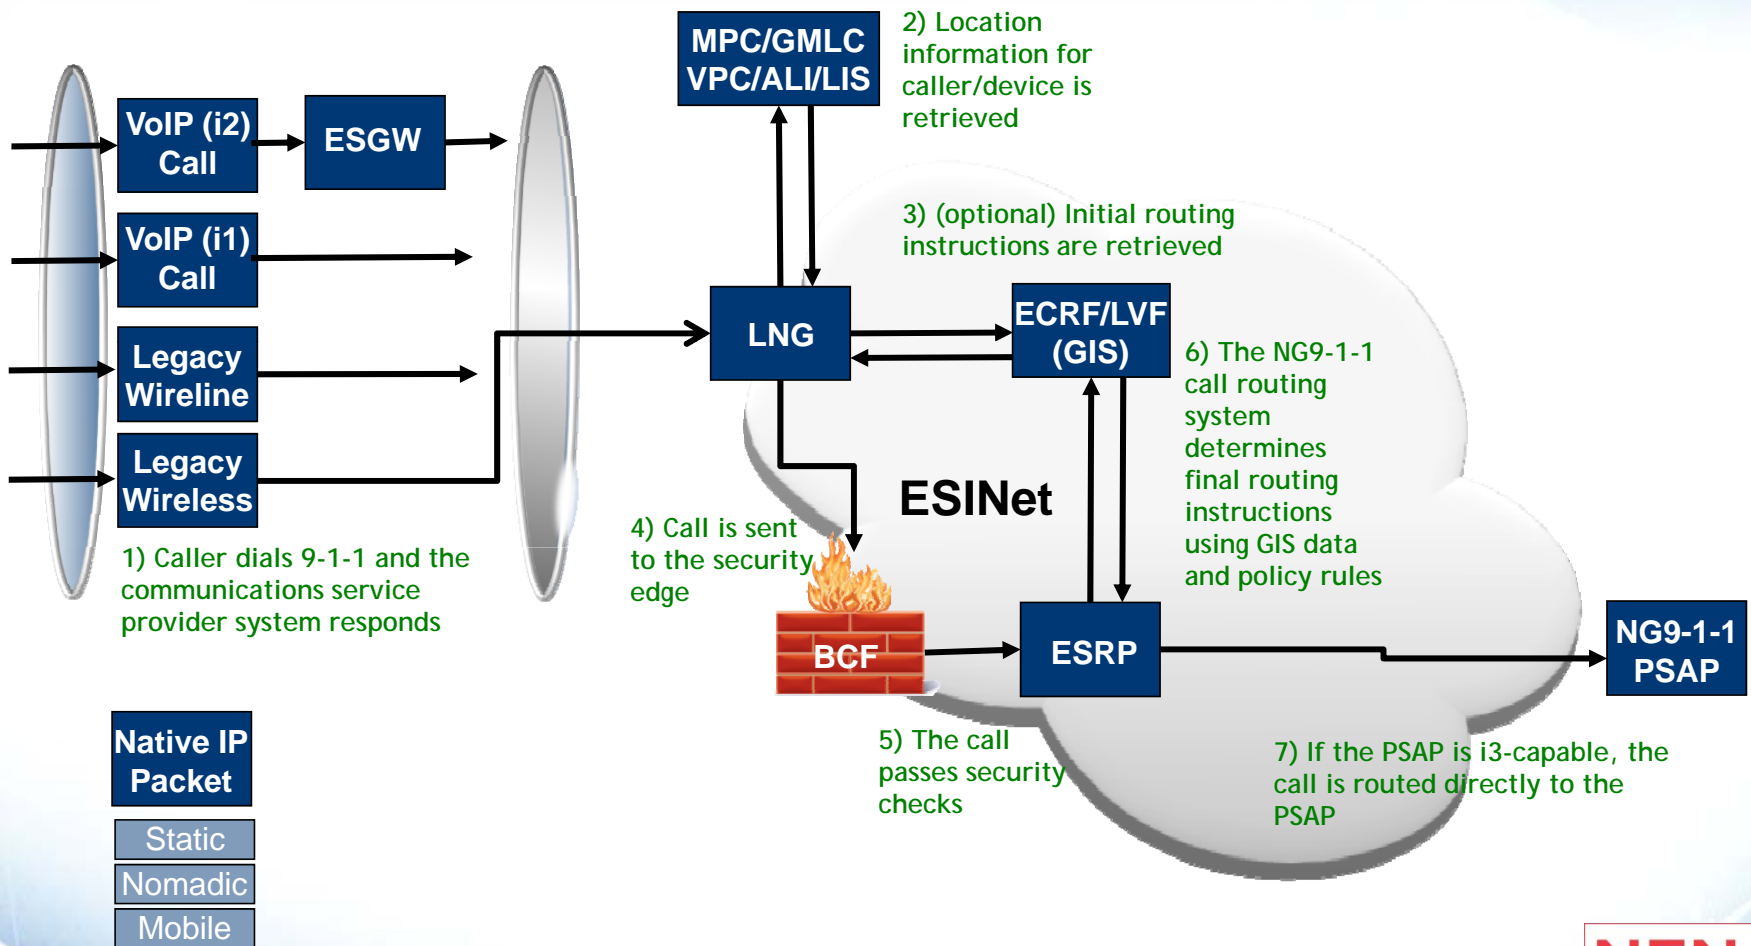 MPC/GMLC
VPC/ALI/LIS
2) Location
information for
caller/device is
retrieved
VoIP (i2)
Call
ESGW
VoIP (i1)
Call
3) (optional) Initial routing
instructions are retrieved
LNG
ECRF/LVF
(GIS)
Legacy
Wireline
Legacy
Wireless
6) The NG9-1-1
call routing
system
determines
final routing
instructions
using GIS data
and policy rules
ESINet
1) Caller dials 9-1-1 and the
communications service
provider system responds
4) Call is sent
to the security
edge
BCF
ESRP
NG9-1-1
PSAP
5) The call
passes security
checks
7) If the PSAP is i3-capable, the
call is routed directly to the
PSAP
Native IP
Packet
Static
Nomadic
Mobile